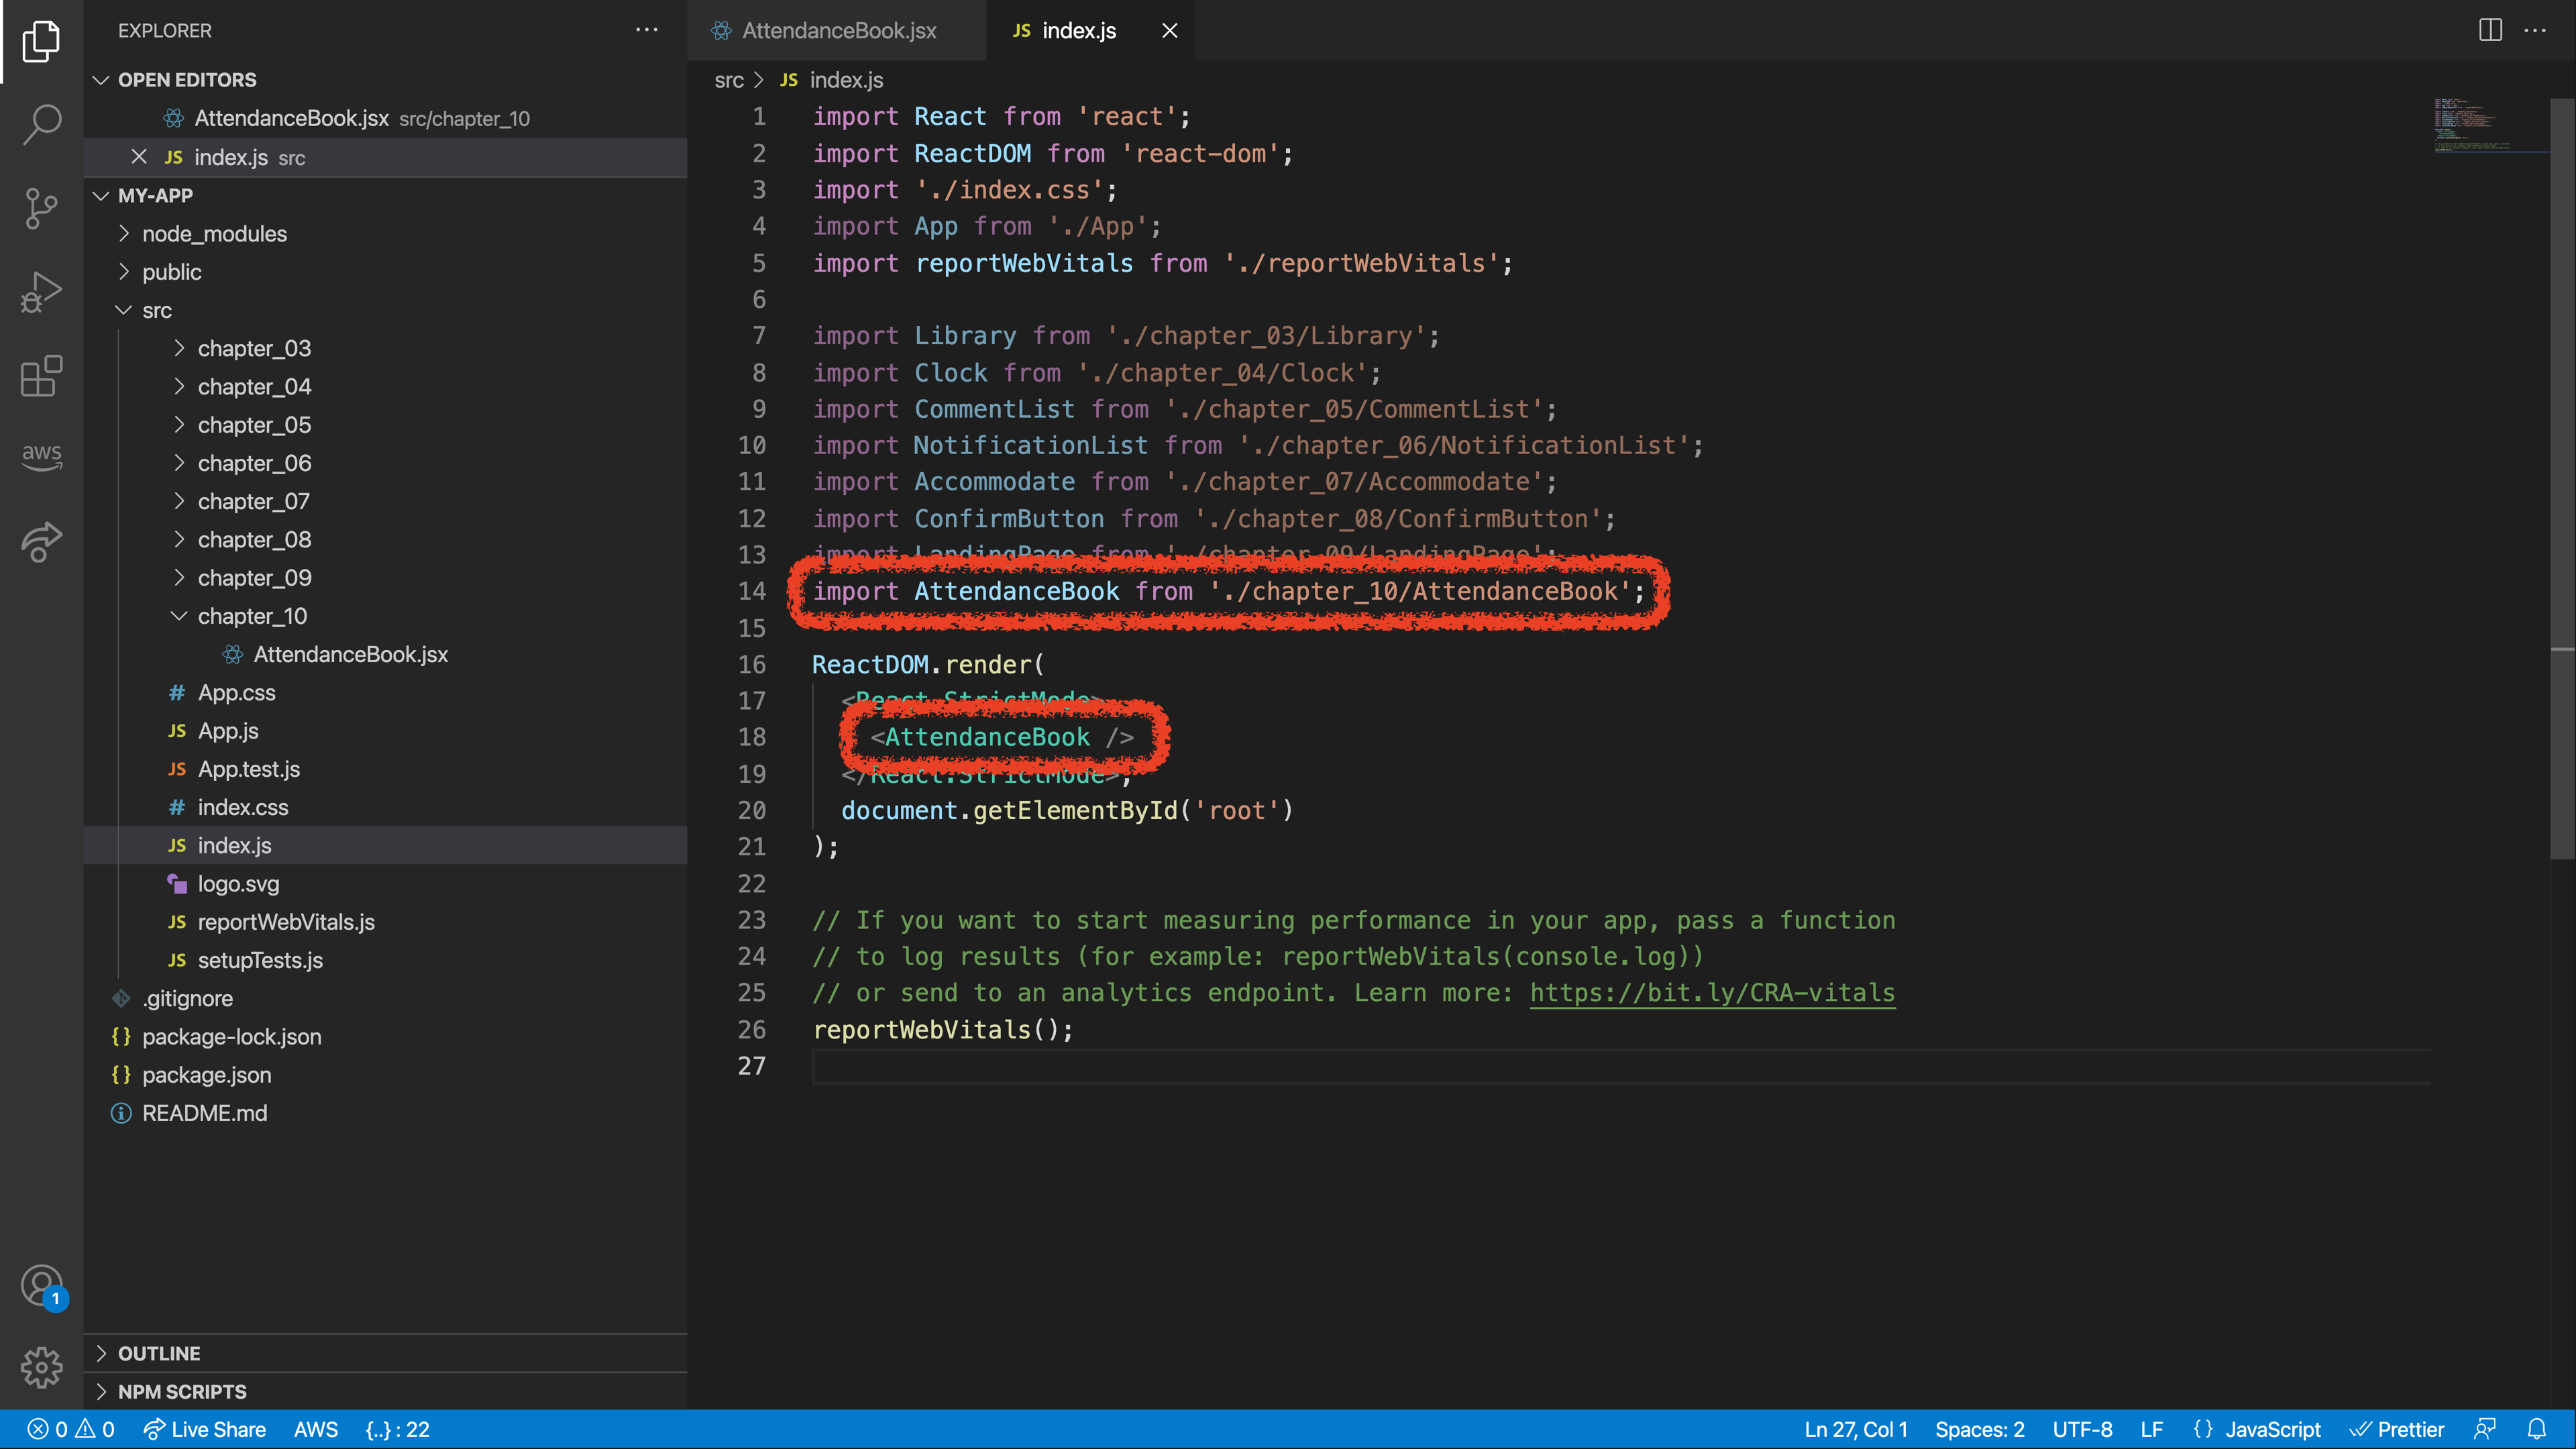 EXPLORER
OPEN EDITORS
AttendanceBook.jsx src/chapter_10
JS index.js src
MY-APP
node_modules
public
src
chapter_03
chapter_04
chapter_05
chapter_06
chapter_07
chapter_08
chapter_09
chapter_10
AttendanceBook.jsx
# App.css
JS App.js
JS App.test.js
# index.css
JS index.js
logo.svg
JS reportWebVitals.js
JS setupTests.js
.gitignore
{} package-lock.json
{} package.json
README.md
OUTLINE
NPM SCRIPTS
aws
1
AttendanceBook.jsx
JS index.js
src > JS index.js
1 import React from 'react';
2 import ReactDOM from 'react-dom';
3 import './index.css';
4 import App from './App';
5 import reportWebVitals from './reportWebVitals';
6
7 import Library from './chapter_03/Library';
8 import Clock from './chapter_04/Clock';
9 import CommentList from './chapter_05/CommentList';
10 import NotificationList from './chapter_06/NotificationList';
11 import Accommodate from './chapter_07/Accommodate';
12 import ConfirmButton from './chapter_08/ConfirmButton';
13 import LandingPage from './chapter_09/LandingPage';
14 import AttendanceBook from './chapter_10/AttendanceBook';
15
16 ReactDOM.render(
17 <React.StrictMode>
18 <AttendanceBook />
19 </React.StrictMode>,
20 document.getElementById('root')
21 );
22
23 // If you want to start measuring performance in your app, pass a function
24 // to log results (for example: reportWebVitals(console.log))
25 // or send to an analytics endpoint. Learn more: https://bit.ly/CRA-vitals
26 reportWebVitals();
27
0 0 Live Share AWS {..} : 22 Ln 27, Col 1 Spaces: 2 UTF-8 LF {} JavaScript Prettier